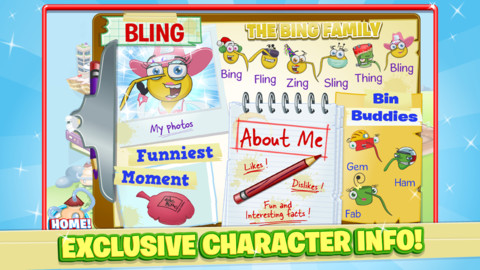 BLING
THE BING FAMILY
Bing
Fling
Zing
Sling
Thing
Bling
My photos
Funniest
Moment
About Me
Likes!
Dislikes!
Fun and
Interesting facts!
Bin
Buddies
Gem
Ham
Fab
HOME!
EXCLUSIVE CHARACTER INFO!